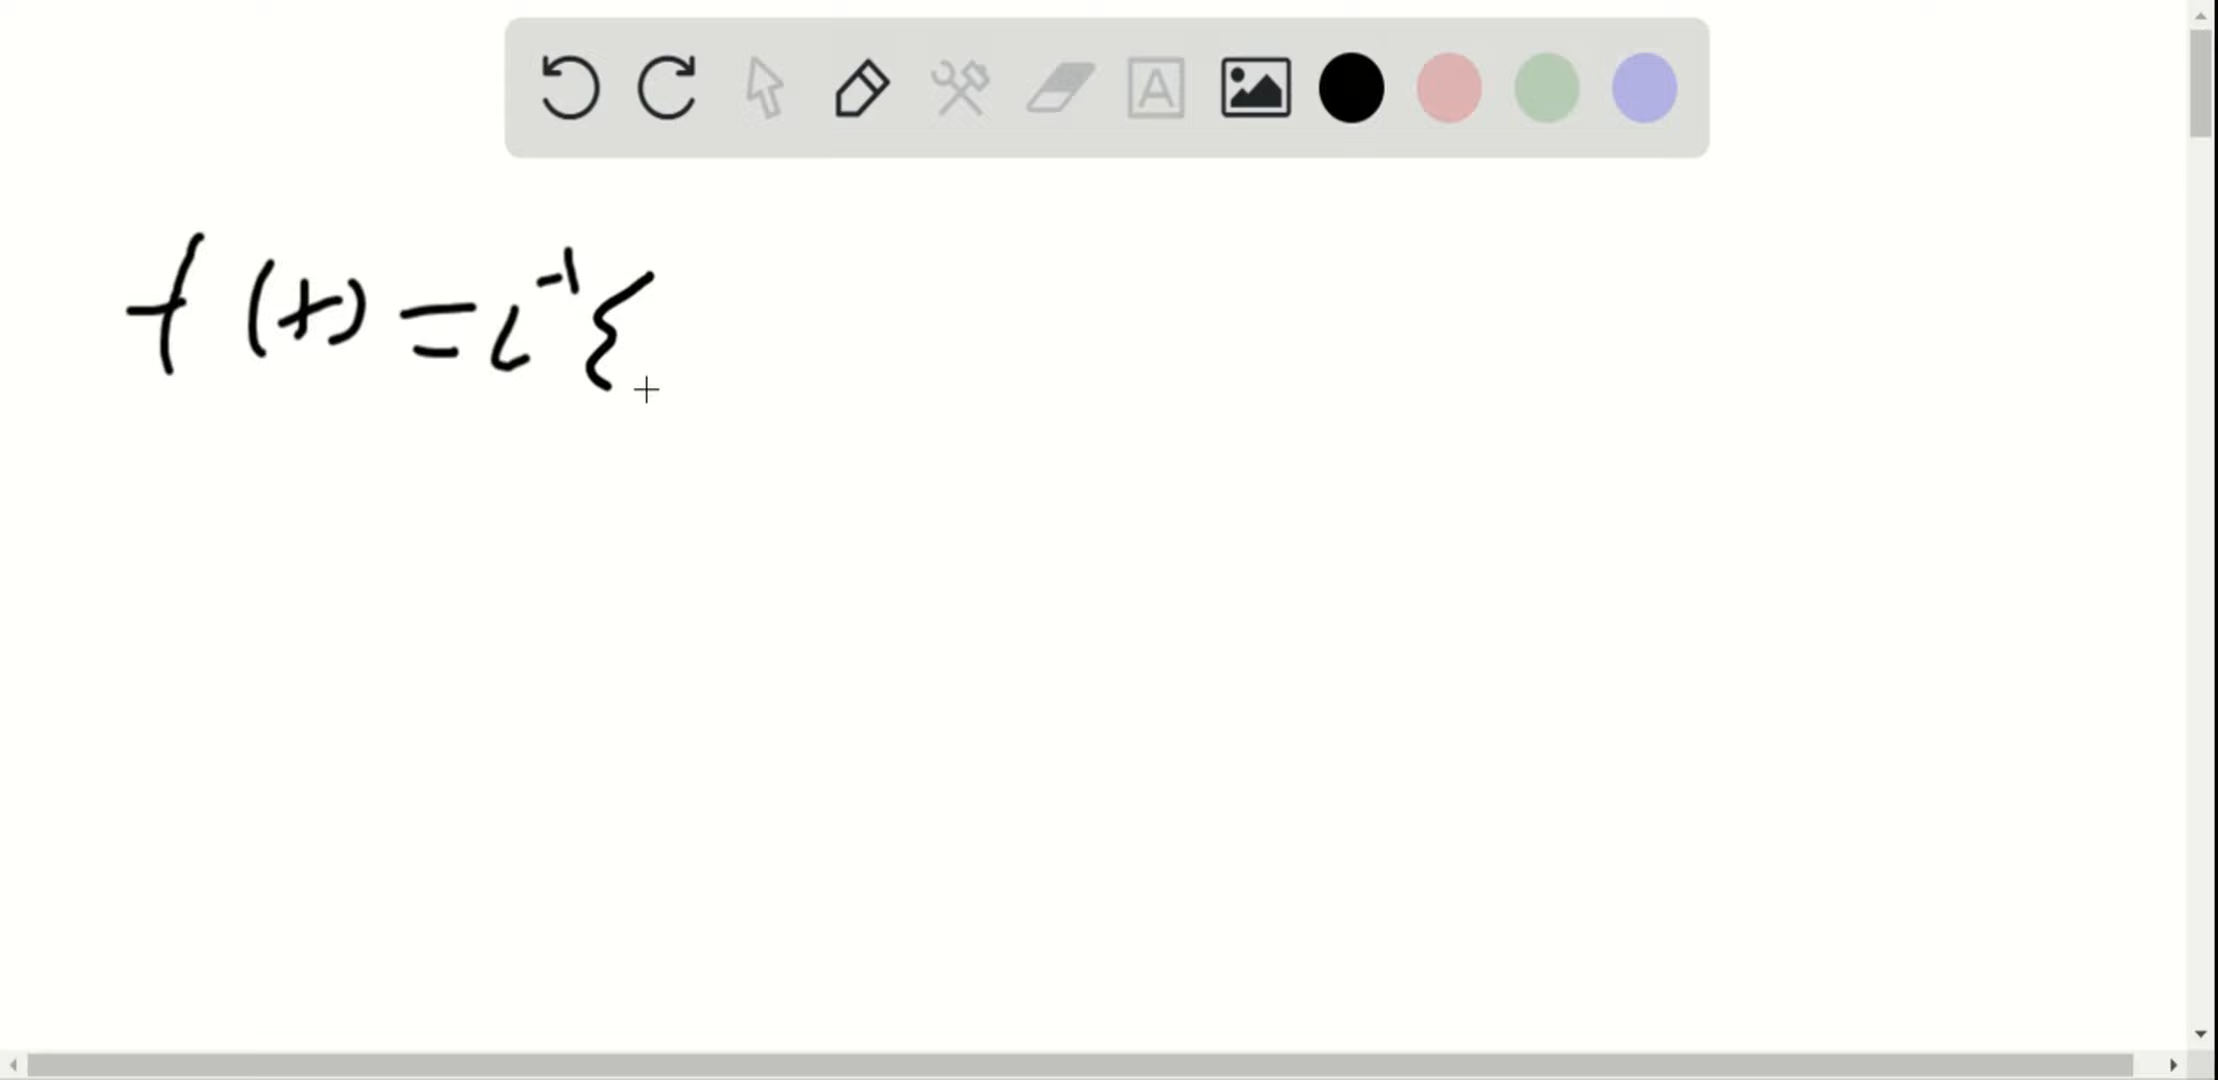 f(t) = L⁻¹{
A